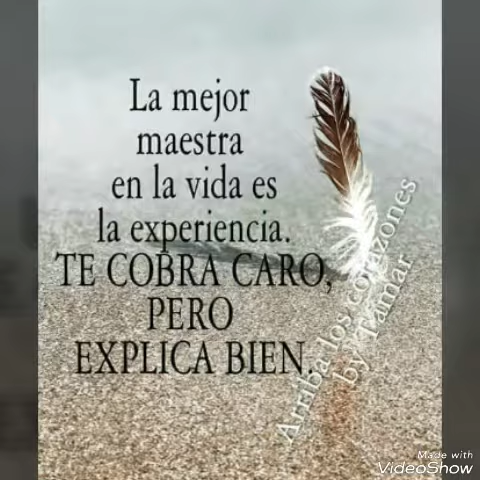 La mejor
maestra
en la vida es
la experiencia.
TE COBRA CARO,
PERO
EXPLICA BIEN.
Arriba los corazones
by Tamar
Made with
VideoShow